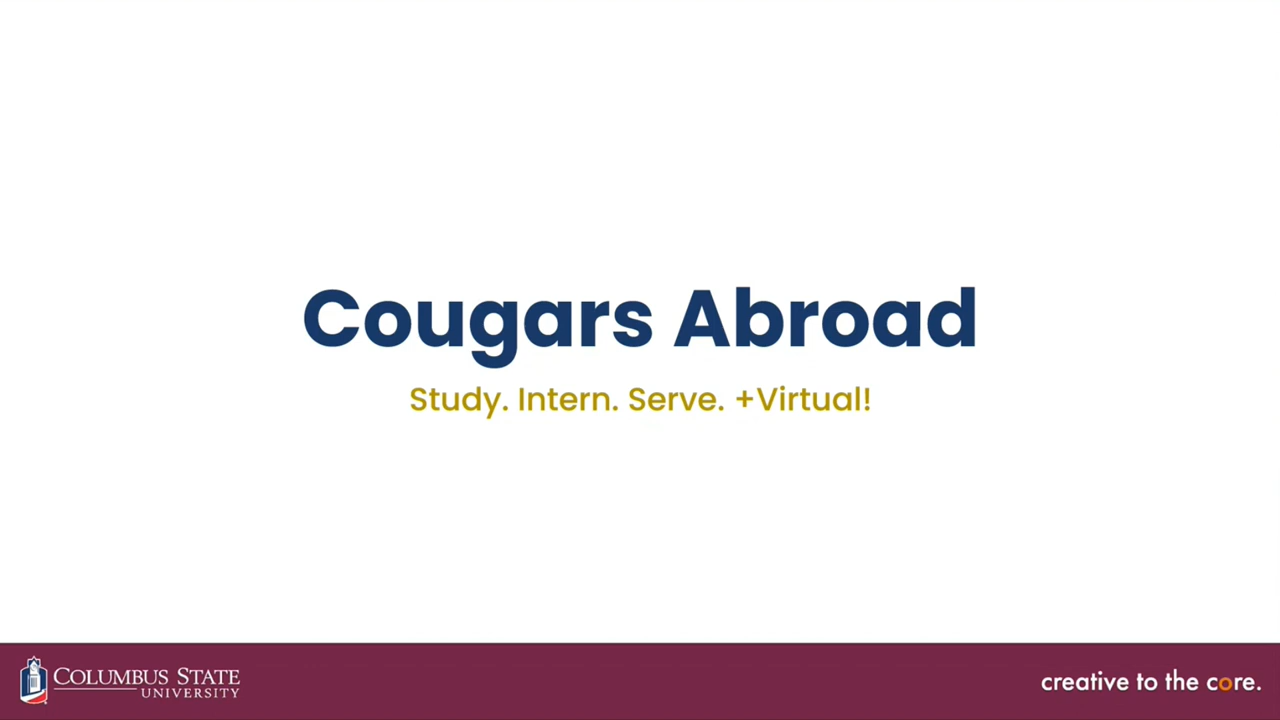 Cougars Abroad
Study. Intern. Serve. +Virtual!
COLUMBUS STATE
UNIVERSITY
creative to the core.